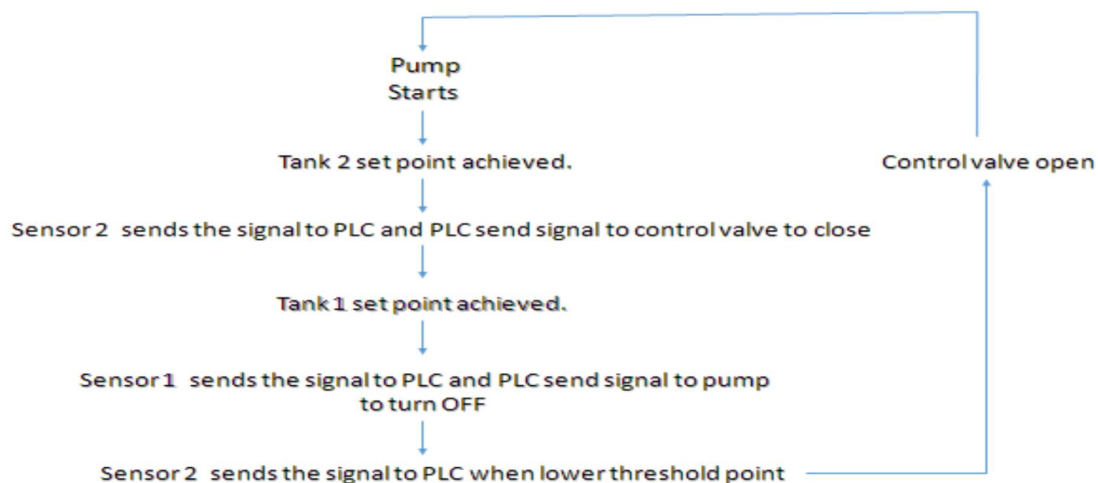 Pump
Starts
Tank 2 set point achieved.
Control valve open
Sensor 2 sends the signal to PLC and PLC send signal to control valve to close
Tank 1 set point achieved.
Sensor 1 sends the signal to PLC and PLC send signal to pump
to turn OFF
Sensor 2 sends the signal to PLC when lower threshold point